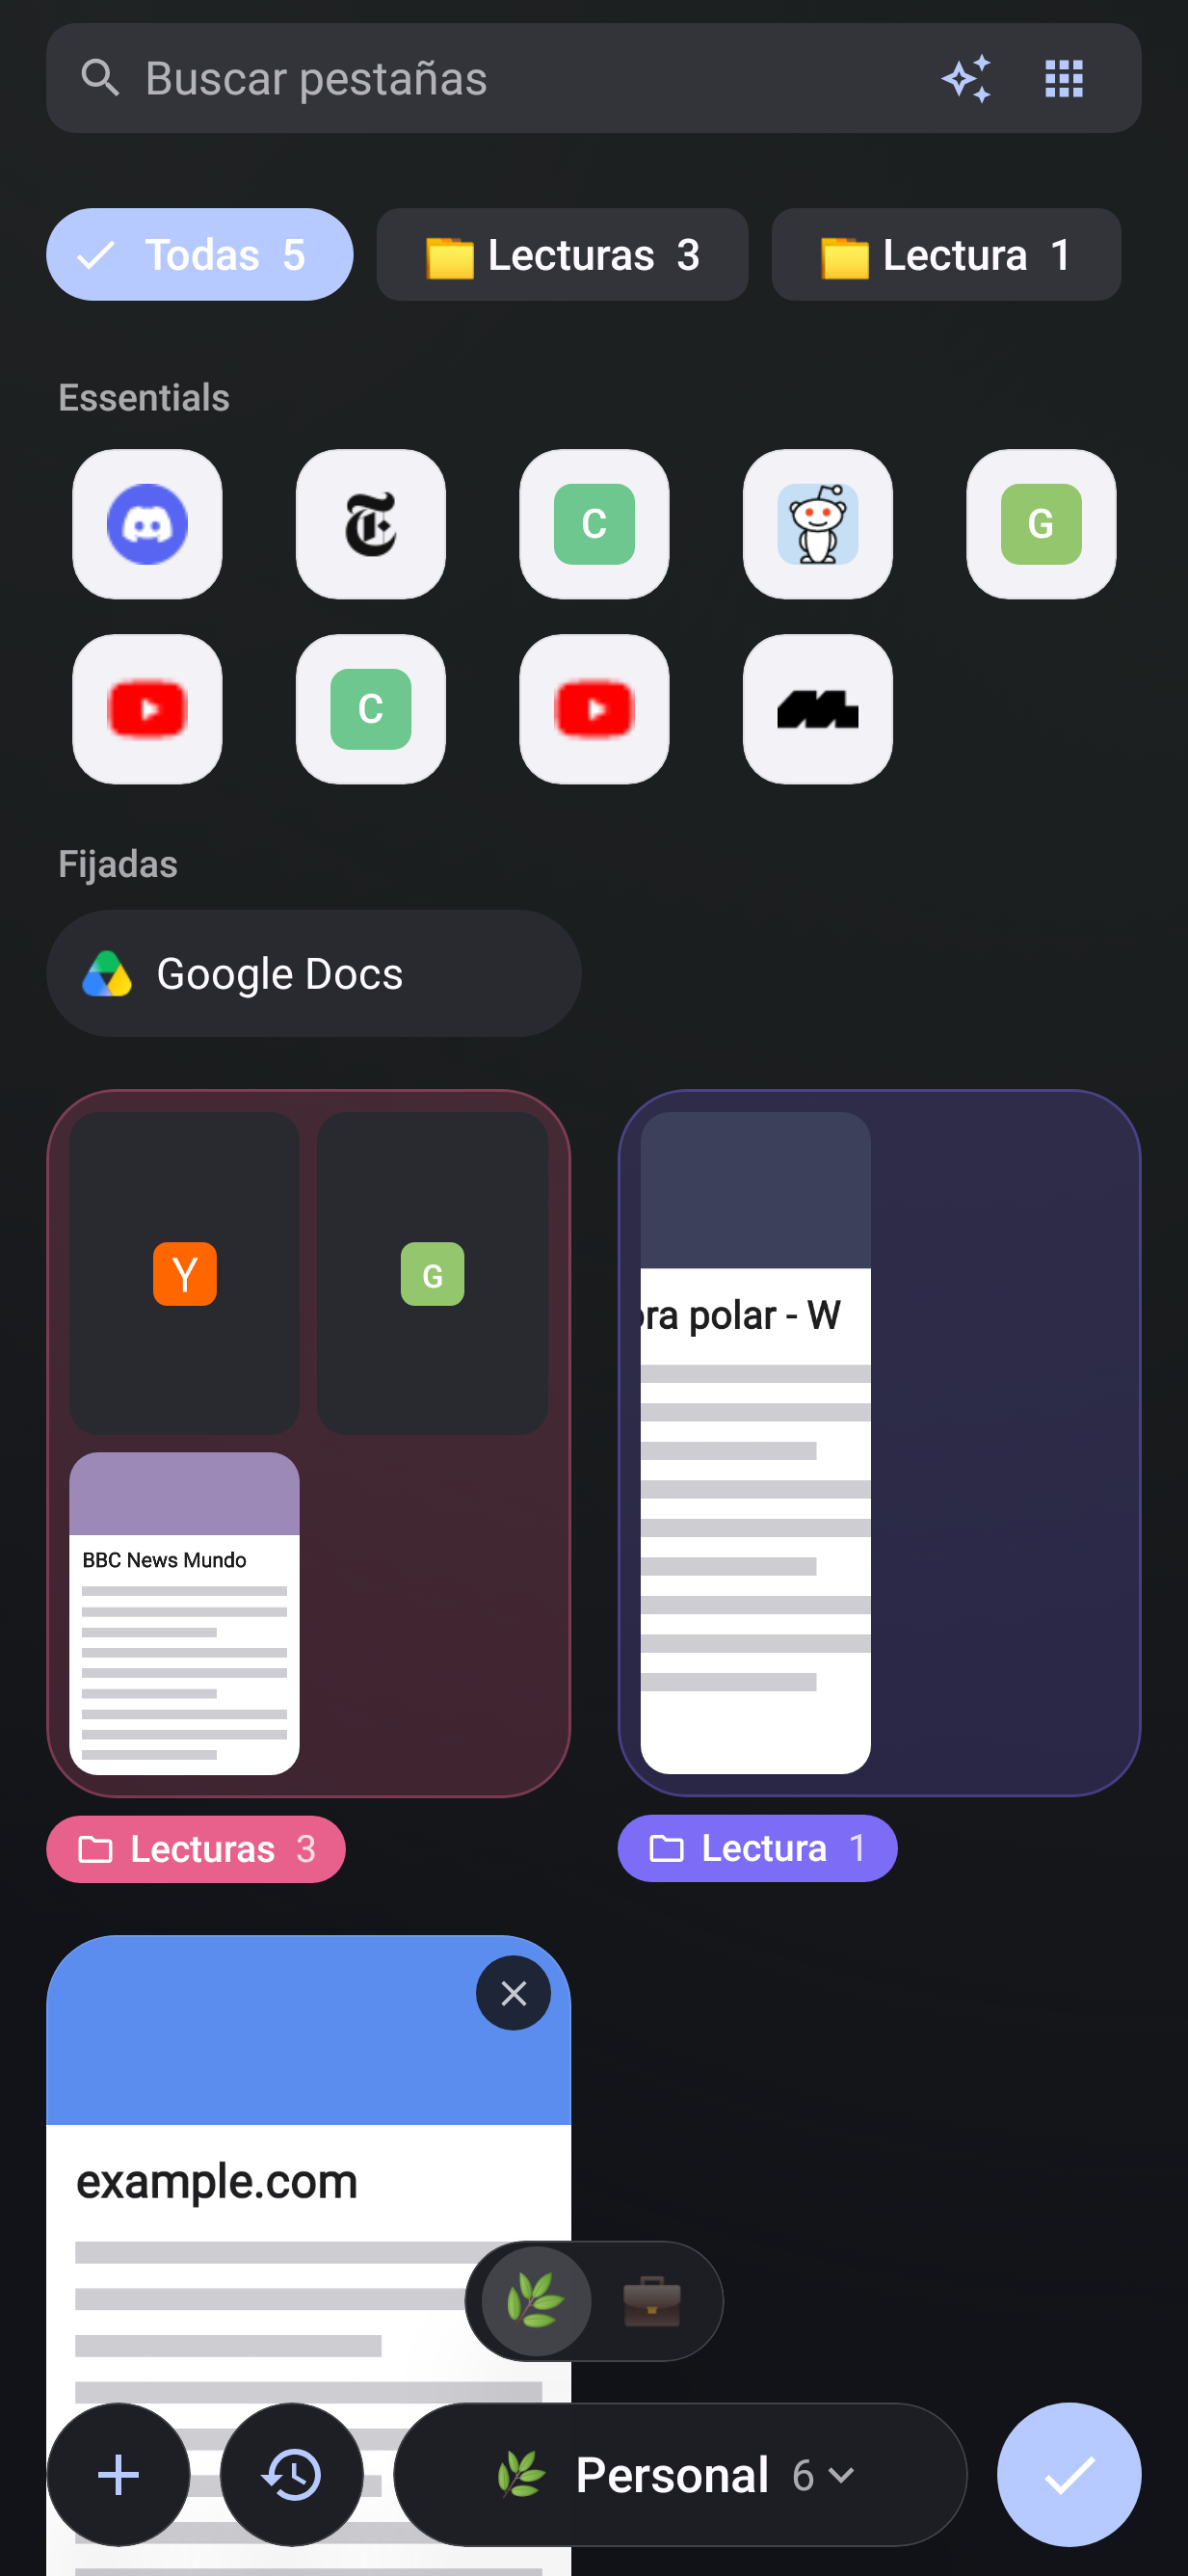 Buscar pestañas
Todas 5
Lecturas 3
Lectura 1
Essentials
C
G
C
Fijadas
Google Docs
Y
G
polar - W
BBC News Mundo
Lecturas 3
Lectura 1
example.com
Personal 6